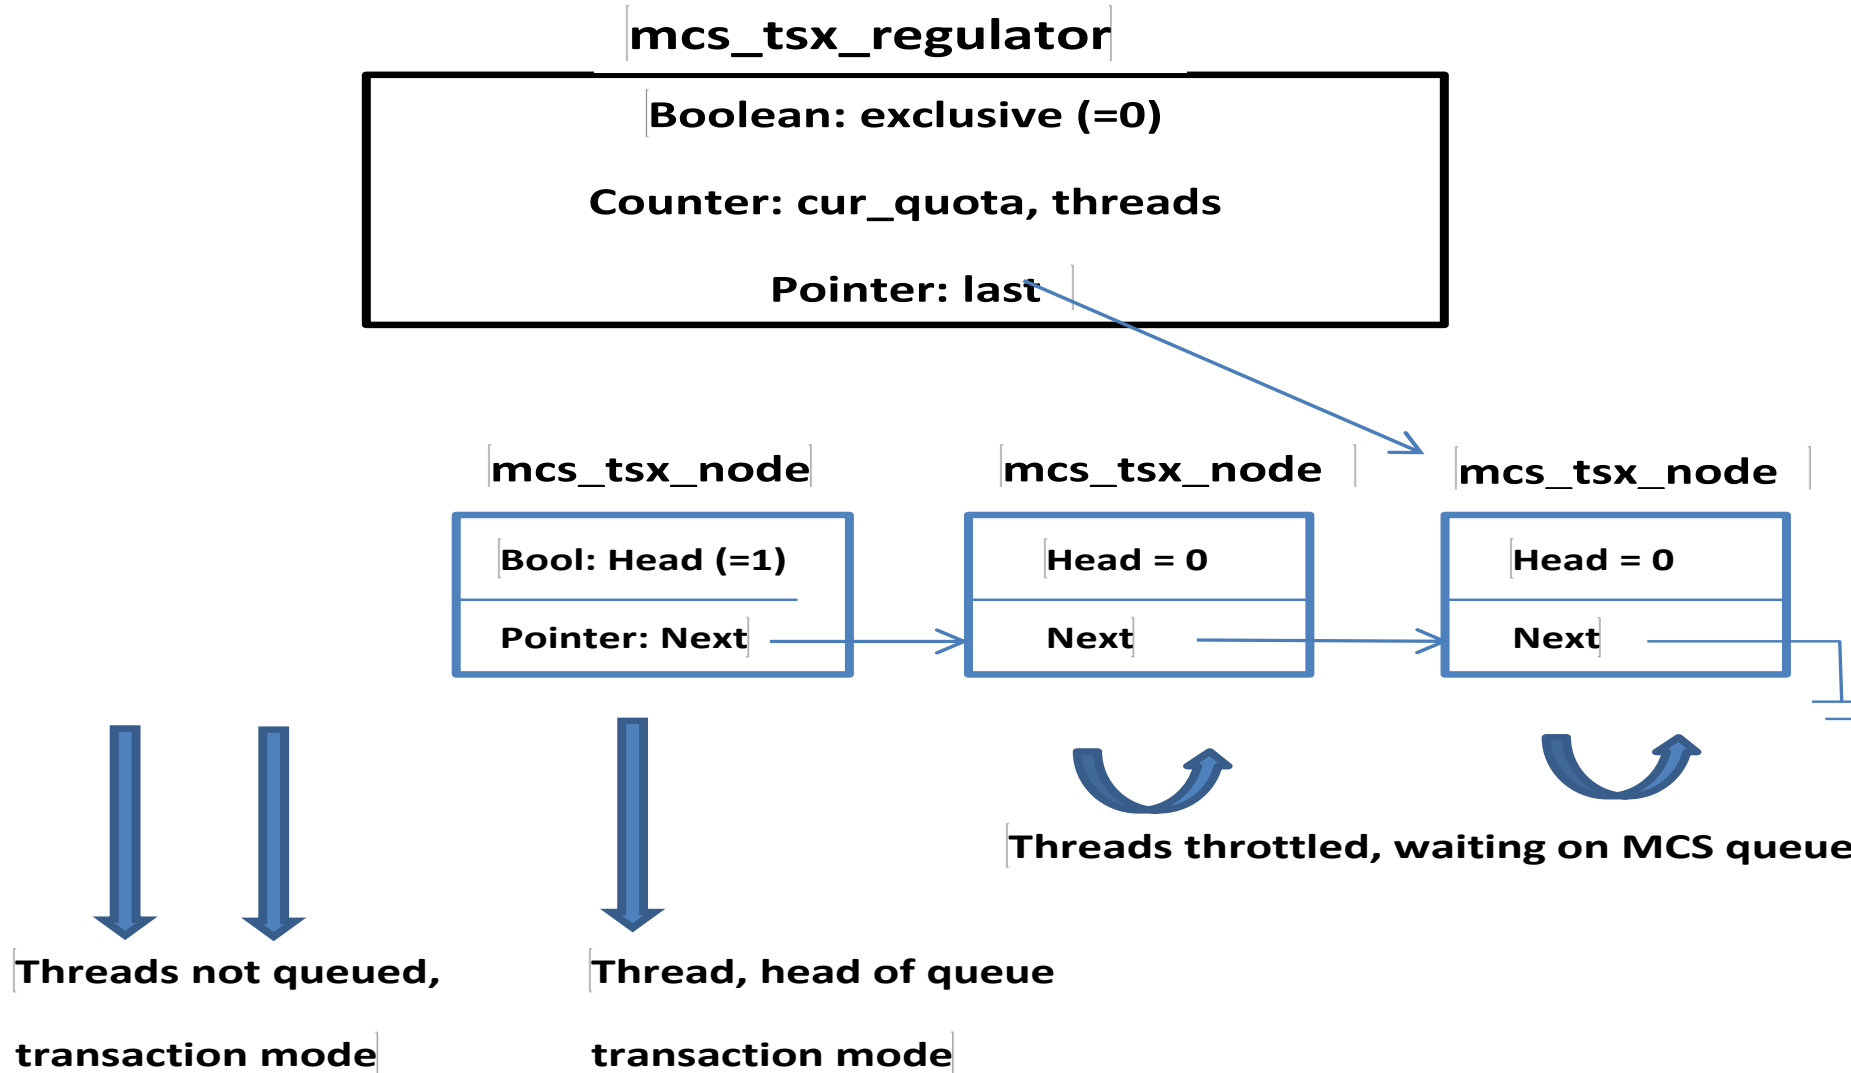 mcs_tsx_regulator
Boolean: exclusive (=0)
Counter: cur_quota, threads
Pointer: last
mcs_tsx_node
mcs_tsx_node
mcs_tsx_node
Bool: Head (=1)
Head = 0
Head = 0
Pointer: Next
Next
Next
Threads throttled, waiting on MCS queue
Threads not queued,
transaction mode
Thread, head of queue
transaction mode